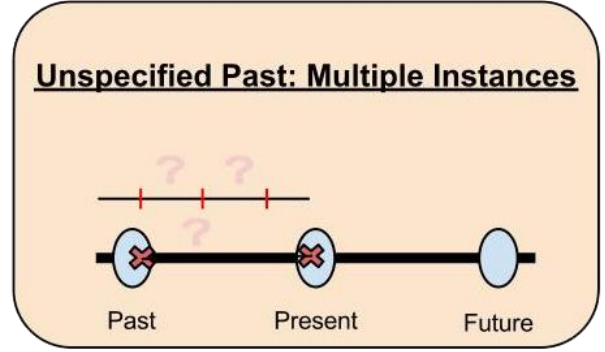 Unspecified Past: Multiple Instances
? ?
?
Past Present Future